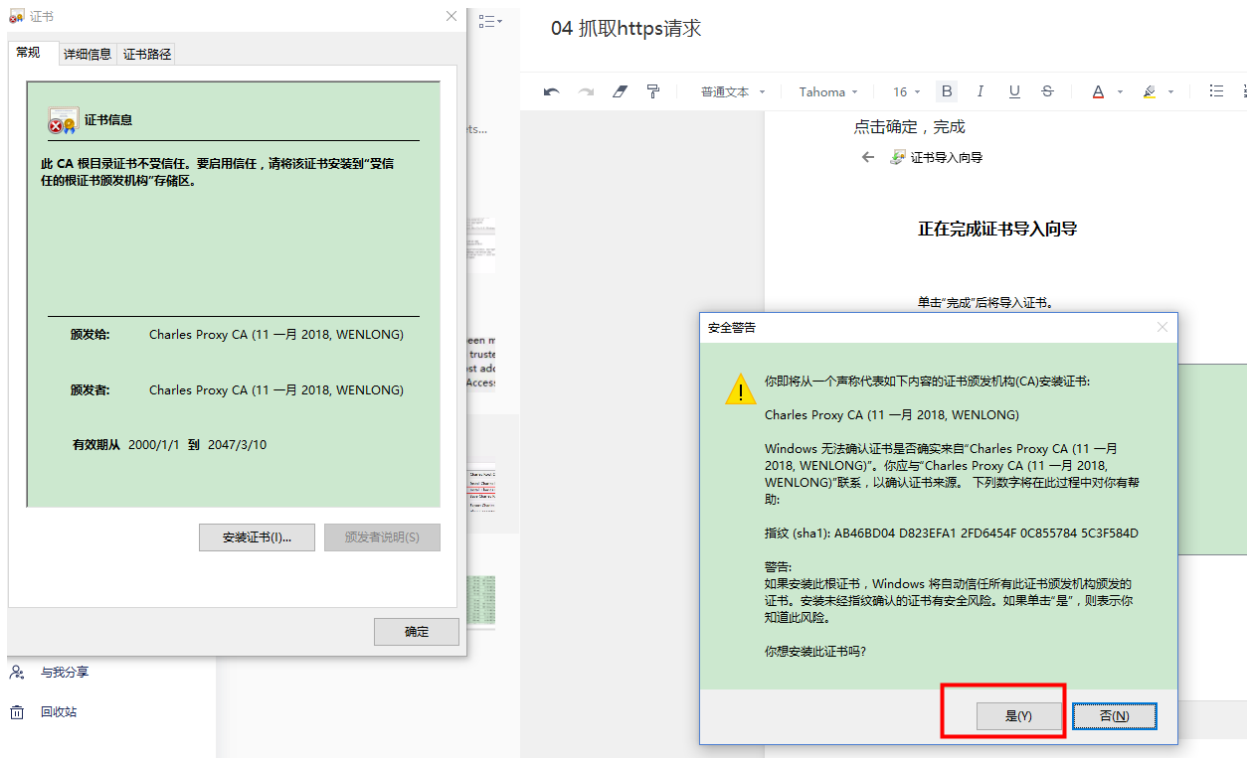 证书
常规
详细信息
证书路径
证书信息
此 CA 根目录证书不受信任。要启用信任，请将该证书安装到“受信
任的根证书颁发机构”存储区。
颁发给: Charles Proxy CA (11 一月 2018, WENLONG)
颁发者: Charles Proxy CA (11 一月 2018, WENLONG)
有效期从 2000/1/1 到 2047/3/10
安装证书(I)...
颁发者说明(S)
确定
与我分享
回收站
ts...
een m
truste
st adc
Acces
04 抓取https请求
普通文本
Tahoma
16
B
I
U
S
A
点击确定，完成
证书导入向导
正在完成证书导入向导
单击“完成”后将导入证书。
安全警告
你即将从一个声称代表如下内容的证书颁发机构(CA)安装证书:
Charles Proxy CA (11 一月 2018, WENLONG)
Windows 无法确认证书是否确实来自“Charles Proxy CA (11 一月
2018, WENLONG)”。你应与“Charles Proxy CA (11 一月 2018,
WENLONG)”联系，以确认证书来源。 下列数字将在此过程中对你有帮
助:
指纹 (sha1): AB46BD04 D823EFA1 2FD6454F 0C855784 5C3F584D
警告:
如果安装此根证书，Windows 将自动信任所有此证书颁发机构颁发的
证书。安装未经指纹确认的证书有安全风险。如果单击“是”，则表示你
知道此风险。
你想安装此证书吗?
是(Y)
否(N)